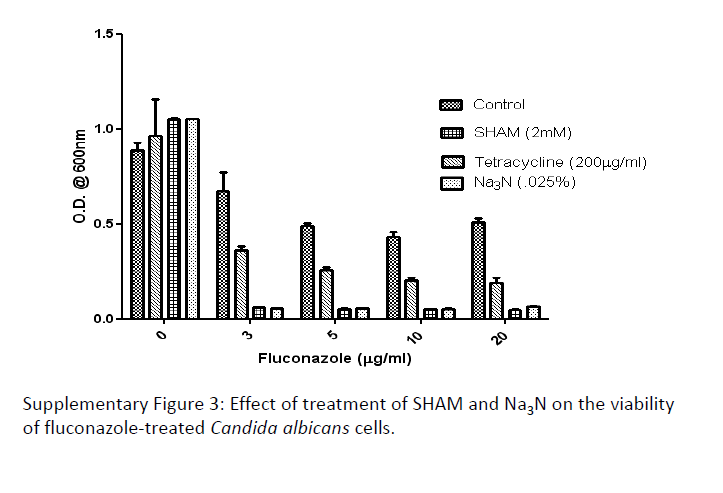 1.5
1.0
0.5
0.0
O.D. @ 600nm
Control
SHAM (2mM)
Tetracycline (200μg/ml)
Na₃N (.025%)
0 3 5 10 20
Fluconazole (μg/ml)
Supplementary Figure 3: Effect of treatment of SHAM and Na₃N on the viability
of fluconazole-treated Candida albicans cells.